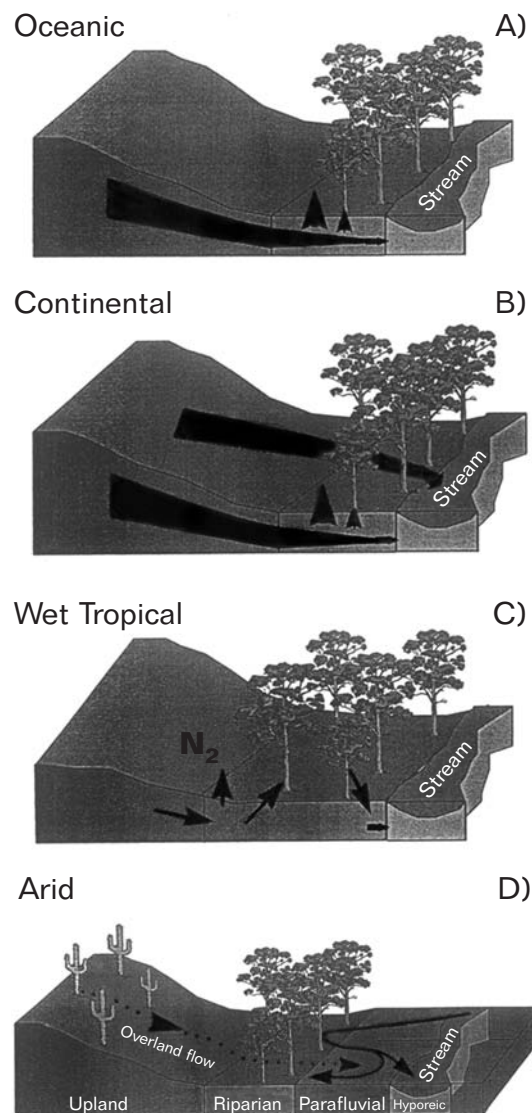 Oceanic A)
Stream
Continental B)
Stream
Wet Tropical C)
N₂
Stream
Arid D)
Overland flow
Stream
Upland Riparian Parafluvial Hyporeic